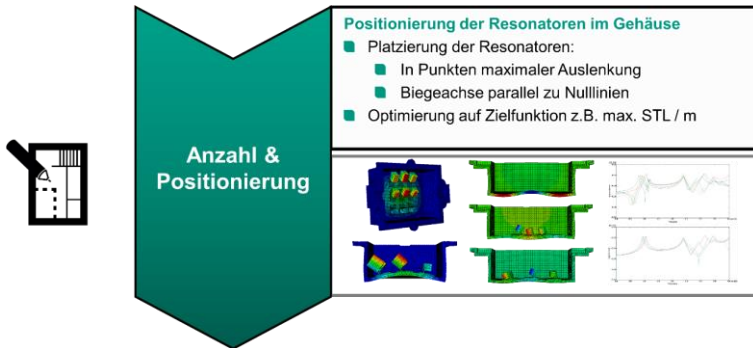 Positionierung der Resonatoren im Gehäuse
Platzierung der Resonatoren:
In Punkten maximaler Auslenkung
Biegeachse parallel zu Nulllinien
Optimierung auf Zielfunktion z.B. max. STL / m
Anzahl &
Positionierung